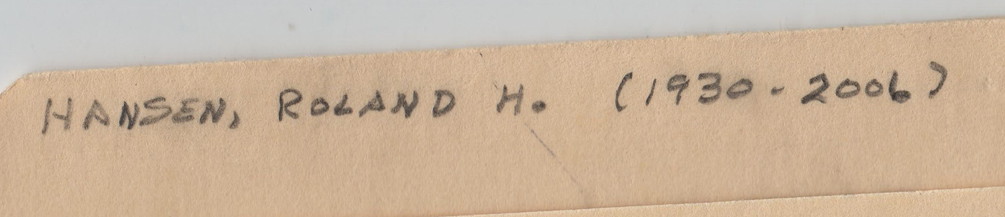 HANSEN, ROLAND H. (1930-2006)